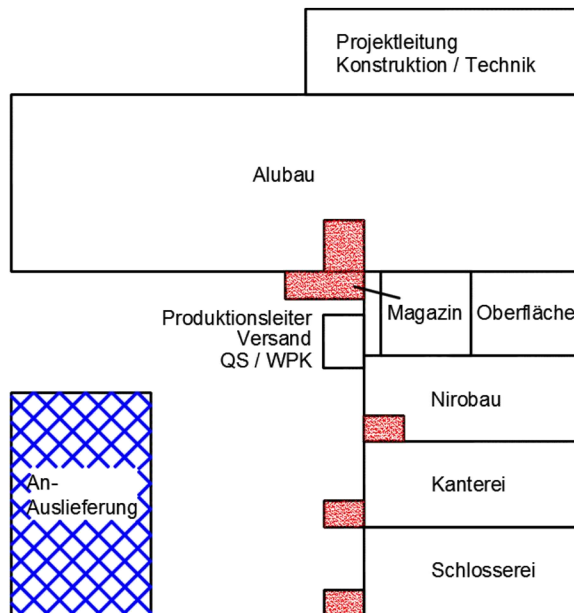 Projektleitung
Konstruktion / Technik
Alubau
Magazin
Oberfläche
Produktionsleiter
Versand
QS / WPK
Nirobau
An-
Auslieferung
Kanterei
Schlosserei